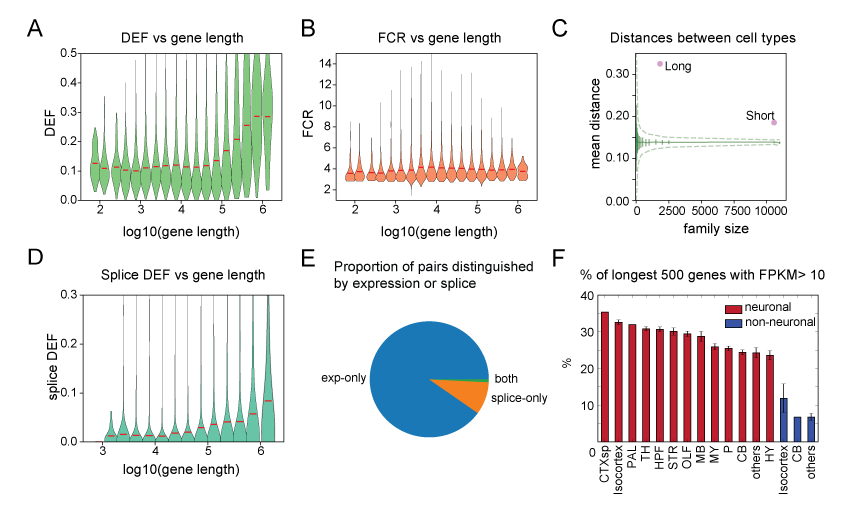 A
DEF vs gene length
0.5
0.4
0.3
0.2
0.1
0.0
DEF
2 3 4 5 6
log10(gene length)
B
FCR vs gene length
14
12
10
8
6
4
2
FCR
2 3 4 5 6
log10(gene length)
C
Distances between cell types
0.30
0.20
0.10
0.00
mean distance
Long
Short
0 2500 5000 7500 10000
family size
D
Splice DEF vs gene length
0.3
0.1
0.0
splice DEF
3 4 5 6
log10(gene length)
E
Proportion of pairs distinguished
by expression or splice
exp-only
both
splice-only
F
% of longest 500 genes with FPKM> 10
40
30
20
10
0
%
neuronal
non-neuronal
CTXsp
Isocortex
PAL
TH
HPF
STR
OLF
MB
MY
P
CB
others
HY
Isocortex
CB
others